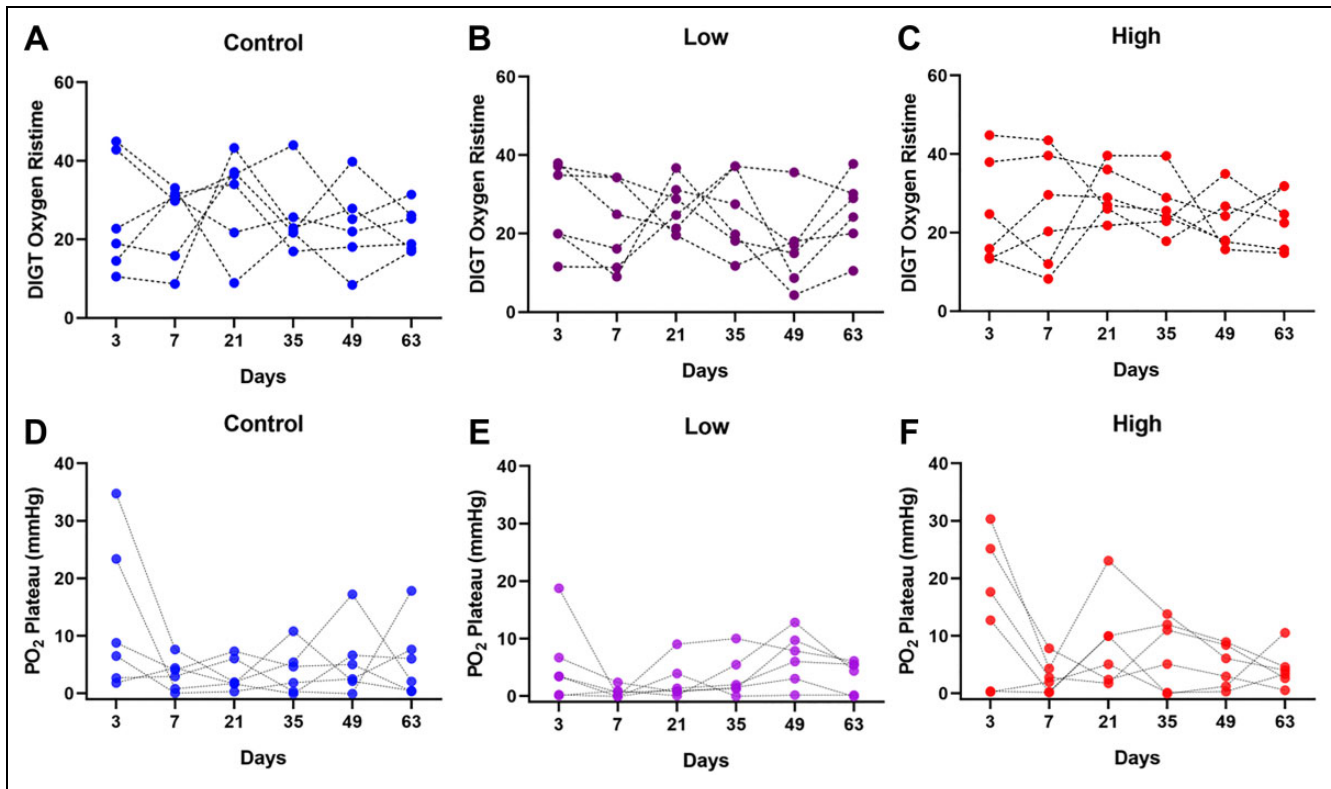 A
Control
DIGT Oxygen Ristime
60
40
20
0
3 7 21 35 49 63
Days
B
Low
DIGT Oxygen Ristime
60
40
20
0
3 7 21 35 49 63
Days
C
High
DIGT Oxygen Ristime
60
40
20
0
3 7 21 35 49 63
Days
D
Control
PO₂ Plateau (mmHg)
40
30
20
10
0
3 7 21 35 49 63
Days
E
Low
PO₂ Plateau (mmHg)
40
30
20
10
0
3 7 21 35 49 63
Days
F
High
PO₂ Plateau (mmHg)
40
30
20
10
0
3 7 21 35 49 63
Days